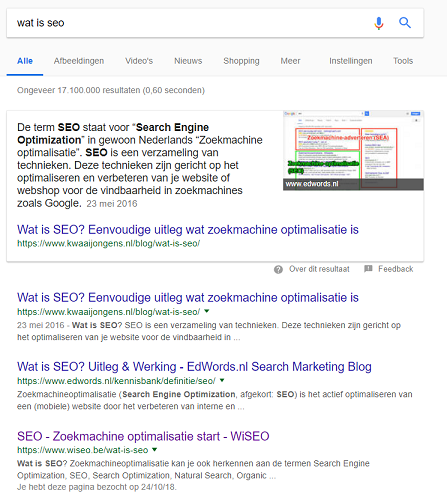 wat is seo
Alle Afbeeldingen Video's Nieuws Shopping Meer Instellingen Tools
Ongeveer 17.100.000 resultaten (0,60 seconden)
De term SEO staat voor “Search Engine
Optimization” in gewoon Nederlands “Zoekmachine
optimalisatie”. SEO is een verzameling van
technieken. Deze technieken zijn gericht op het
optimaliseren en verbeteren van je website of
webshop voor de vindbaarheid in zoekmachines
zoals Google. 23 mei 2016
Zoekmachine adverteren (SEA)
Zoekmachine optimalisatie
(SEO)
www.edwords.nl
Wat is SEO? Eenvoudige uitleg wat zoekmachine optimalisatie is
https://www.kwaaijongens.nl/blog/wat-is-seo/
Over dit resultaat Feedback
Wat is SEO? Eenvoudige uitleg wat zoekmachine optimalisatie is
https://www.kwaaijongens.nl/blog/wat-is-seo/
23 mei 2016 - Wat is SEO? SEO is een verzameling van technieken. Deze technieken zijn gericht op
het optimaliseren van je website voor de vindbaarheid in ...
Wat is SEO? Uitleg & Werking - EdWords.nl Search Marketing Blog
https://www.edwords.nl/kennisbank/definitie/seo/
Zoekmachineoptimalisatie (Search Engine Optimization, afgekort: SEO) is het actief optimaliseren van
een (mobiele) website door het verbeteren van interne en ...
SEO - Zoekmachine optimalisatie start - WiSEO
https://www.wiseo.be/wat-is-seo
Wat is SEO? Zoekmachineoptimalisatie kan je ook herkennen aan de termen Search Engine
Optimization, SEO, SEO, Search Optimization, Natural Search, Organic ...
Je hebt deze pagina bezocht op 24/10/18.